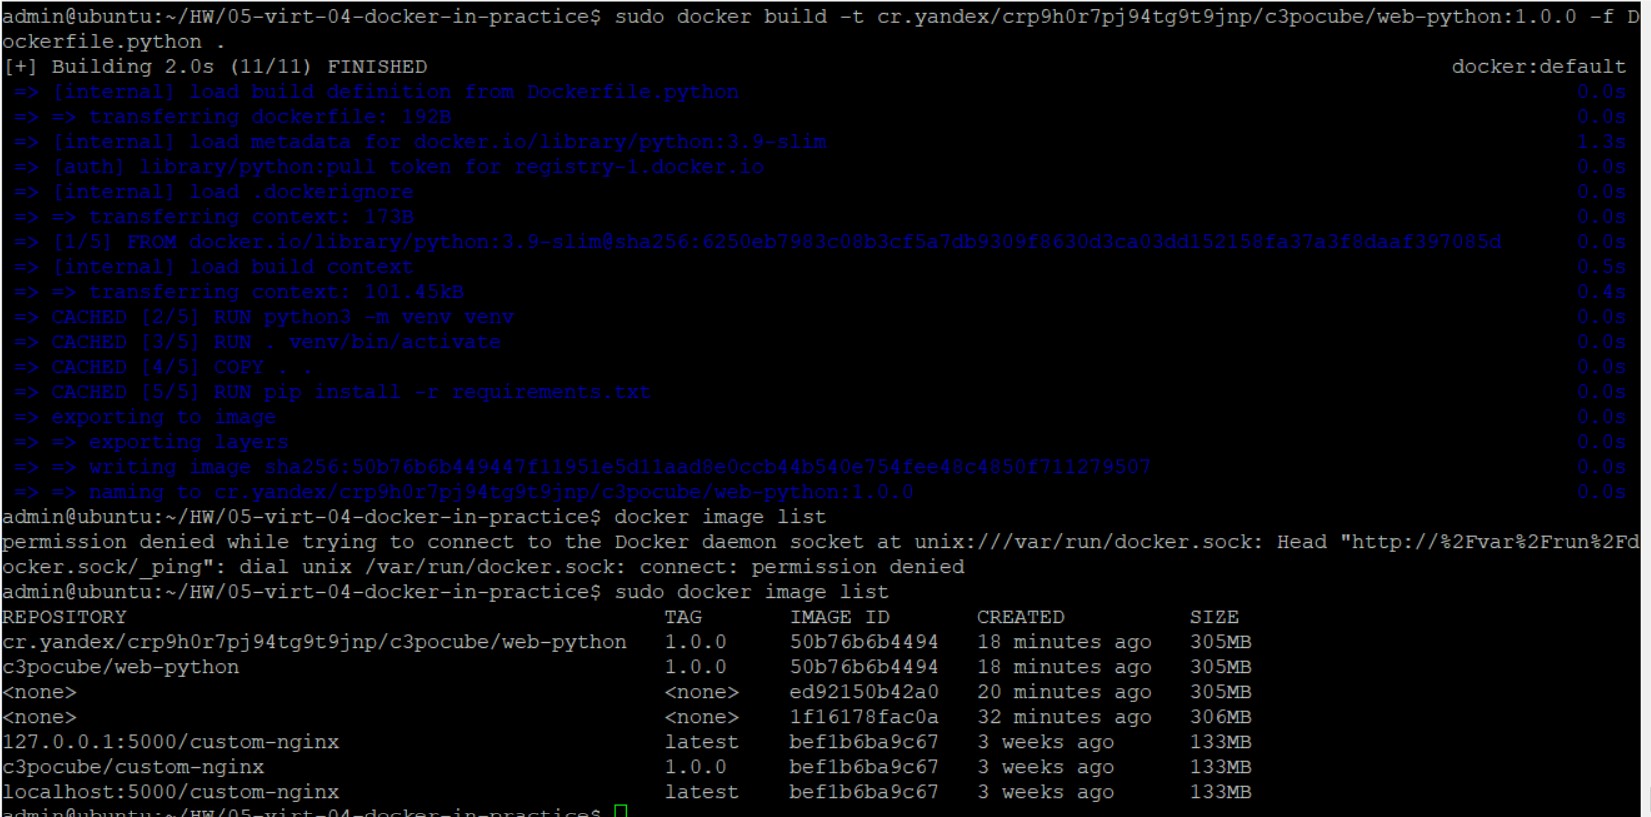 admin@ubuntu:~/HW/05-virt-04-docker-in-practice$ sudo docker build -t cr.yandex/crp9h0r7pj94tg9t9jnp/c3pocube/web-python:1.0.0 -f D
ockerfile.python .
[+] Building 2.0s (11/11) FINISHED docker:default
=> [internal] load build definition from Dockerfile.python 0.0s
=> => transferring dockerfile: 192B 0.0s
=> [internal] load metadata for docker.io/library/python:3.9-slim 1.3s
=> [auth] library/python:pull token for registry-1.docker.io 0.0s
=> [internal] load .dockerignore 0.0s
=> => transferring context: 173B 0.0s
=> [1/5] FROM docker.io/library/python:3.9-slim@sha256:6250eb7983c08b3cf5a7db9309f8630d3ca03dd152158fa37a3f8daaf397085d 0.0s
=> [internal] load build context 0.5s
=> => transferring context: 101.45kB 0.4s
=> CACHED [2/5] RUN python3 -m venv venv 0.0s
=> CACHED [3/5] RUN . venv/bin/activate 0.0s
=> CACHED [4/5] COPY . . 0.0s
=> CACHED [5/5] RUN pip install -r requirements.txt 0.0s
=> exporting to image 0.0s
=> => exporting layers 0.0s
=> => writing image sha256:50b76b6b449447f11951e5d11aad8e0ccb44b540e754fee48c4850f711279507 0.0s
=> => naming to cr.yandex/crp9h0r7pj94tg9t9jnp/c3pocube/web-python:1.0.0 0.0s
admin@ubuntu:~/HW/05-virt-04-docker-in-practice$ docker image list
permission denied while trying to connect to the Docker daemon socket at unix:///var/run/docker.sock: Head "http://%2Fvar%2Frun%2Fd
ocker.sock/_ping": dial unix /var/run/docker.sock: connect: permission denied
admin@ubuntu:~/HW/05-virt-04-docker-in-practice$ sudo docker image list
REPOSITORY TAG IMAGE ID CREATED SIZE
cr.yandex/crp9h0r7pj94tg9t9jnp/c3pocube/web-python 1.0.0 50b76b6b4494 18 minutes ago 305MB
c3pocube/web-python 1.0.0 50b76b6b4494 18 minutes ago 305MB
<none> <none> ed92150b42a0 20 minutes ago 305MB
<none> <none> 1f16178fac0a 32 minutes ago 306MB
127.0.0.1:5000/custom-nginx latest bef1b6ba9c67 3 weeks ago 133MB
c3pocube/custom-nginx 1.0.0 bef1b6ba9c67 3 weeks ago 133MB
localhost:5000/custom-nginx latest bef1b6ba9c67 3 weeks ago 133MB
admin@ubuntu:~/HW/05-virt-04-docker-in-practice$